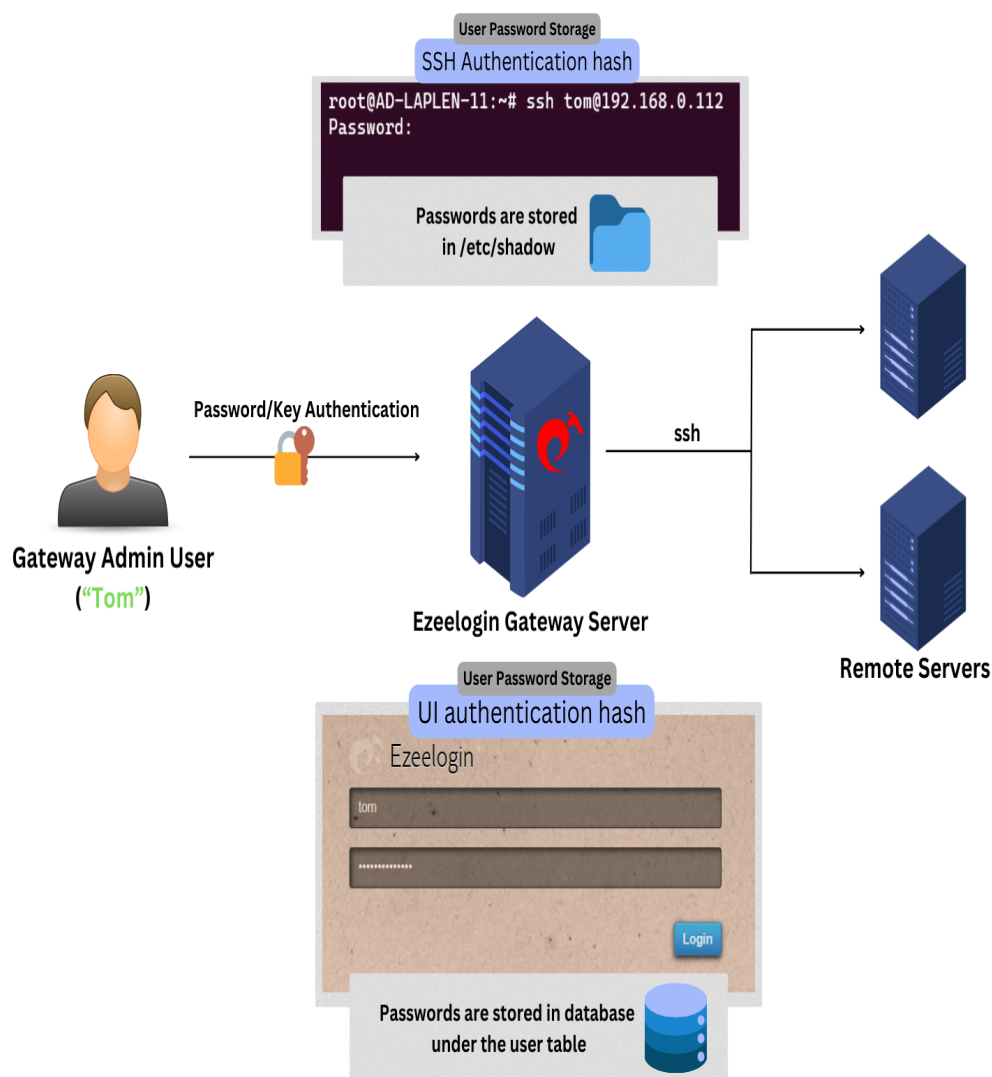 User Password Storage
SSH Authentication hash
root@AD-LAPLEN-11:~# ssh tom@192.168.0.112
Password:
Passwords are stored
in /etc/shadow
Password/Key Authentication
ssh
Gateway Admin User
(“Tom”)
Ezeelogin Gateway Server
Remote Servers
User Password Storage
UI authentication hash
Ezeelogin
tom
••••••••••••••
Login
Passwords are stored in database
under the user table